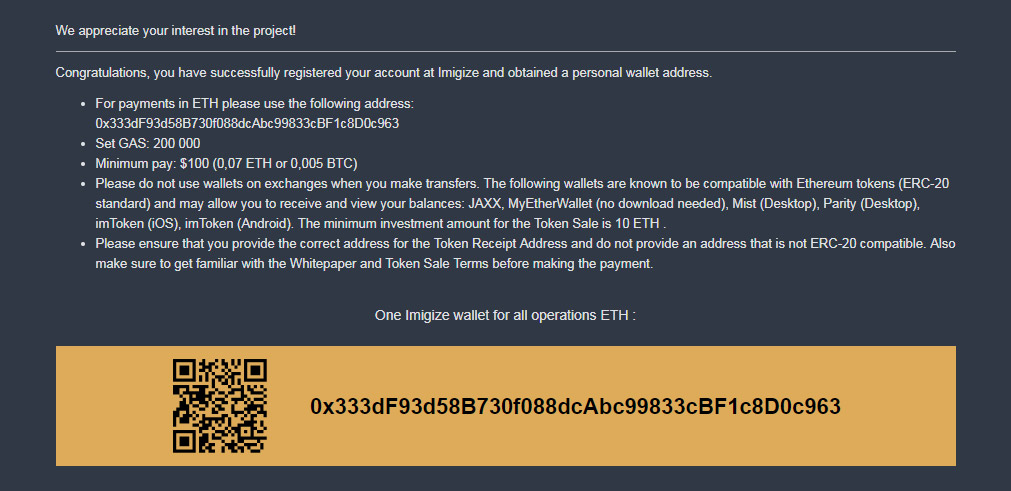 We appreciate your interest in the project!
Congratulations, you have successfully registered your account at Imigize and obtained a personal wallet address.
• For payments in ETH please use the following address:
0x333dF93d58B730f088dcAbc99833cBF1c8D0c963
• Set GAS: 200 000
• Minimum pay: $100 (0,07 ETH or 0,005 BTC)
• Please do not use wallets on exchanges when you make transfers. The following wallets are known to be compatible with Ethereum tokens (ERC-20
standard) and may allow you to receive and view your balances: JAXX, MyEtherWallet (no download needed), Mist (Desktop), Parity (Desktop),
imToken (iOS), imToken (Android). The minimum investment amount for the Token Sale is 10 ETH .
• Please ensure that you provide the correct address for the Token Receipt Address and do not provide an address that is not ERC-20 compatible. Also
make sure to get familiar with the Whitepaper and Token Sale Terms before making the payment.
One Imigize wallet for all operations ETH :
0x333dF93d58B730f088dcAbc99833cBF1c8D0c963